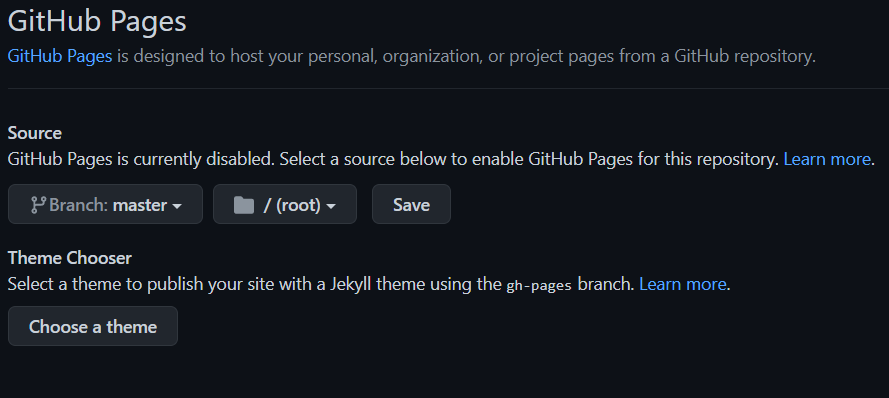 GitHub Pages
GitHub Pages is designed to host your personal, organization, or project pages from a GitHub repository.
Source
GitHub Pages is currently disabled. Select a source below to enable GitHub Pages for this repository. Learn more.
Branch: master / (root) Save
Theme Chooser
Select a theme to publish your site with a Jekyll theme using the gh-pages branch. Learn more.
Choose a theme